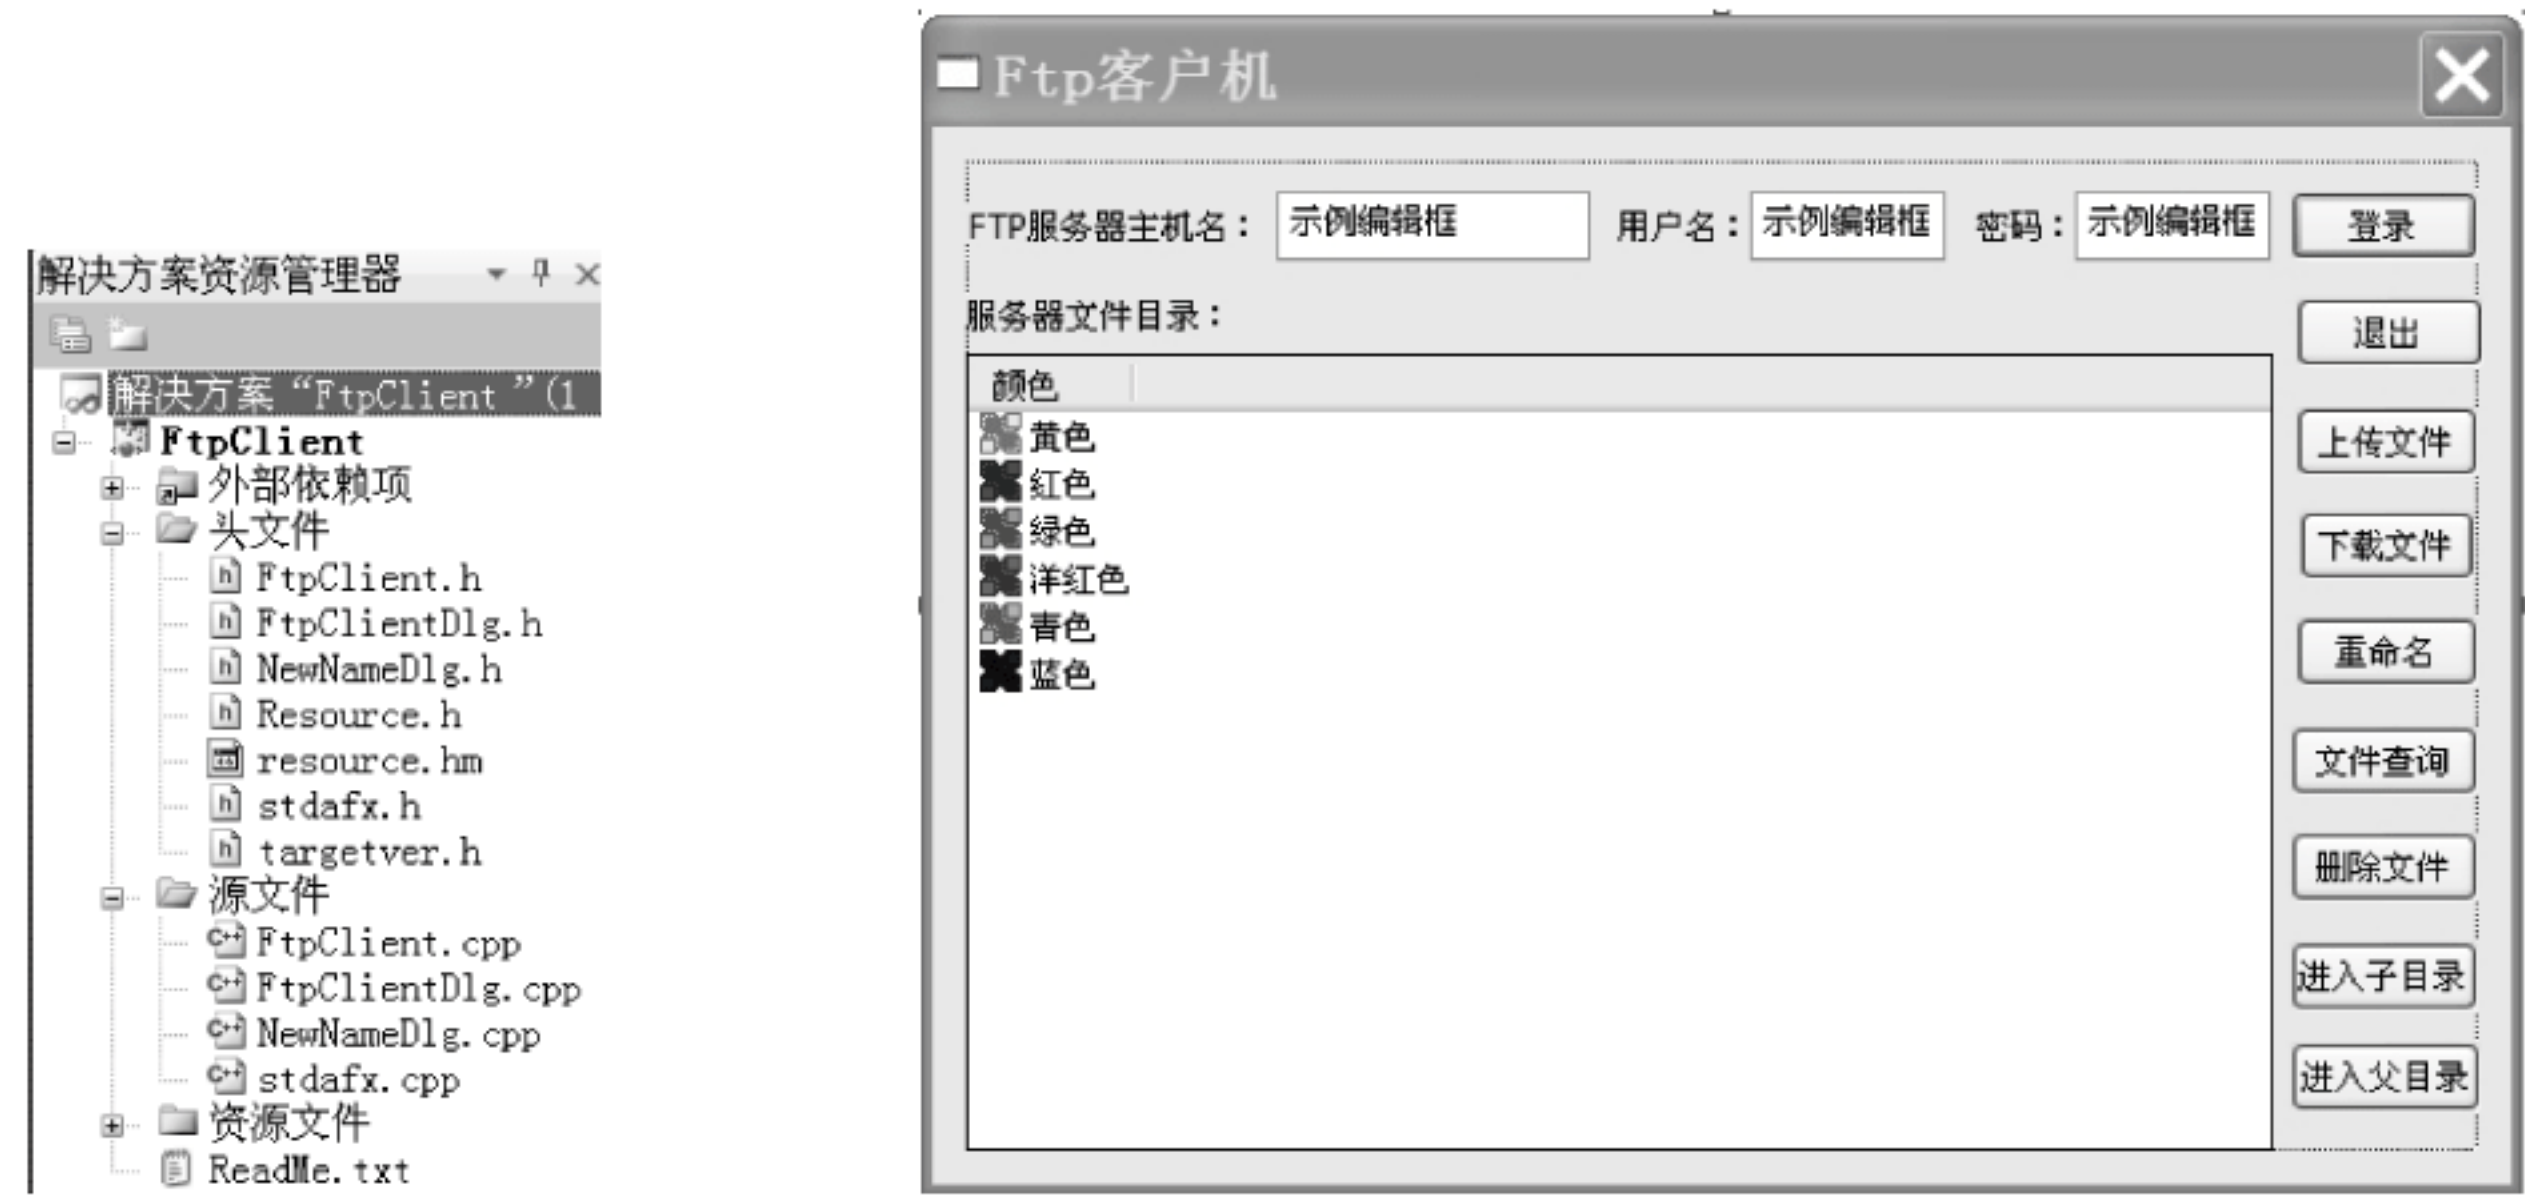 解决方案资源管理器
解决方案“FtpClient”(1
FtpClient
外部依赖项
头文件
FtpClient.h
FtpClientDlg.h
NewNameDlg.h
Resource.h
resource.hm
stdafx.h
targetver.h
源文件
FtpClient.cpp
FtpClientDlg.cpp
NewNameDlg.cpp
stdafx.cpp
资源文件
ReadMe.txt
Ftp客户机
FTP服务器主机名： 示例编辑框 用户名： 示例编辑框 密码： 示例编辑框 登录
服务器文件目录：
退出
颜色
黄色
红色
绿色
洋红色
青色
蓝色
上传文件
下载文件
重命名
文件查询
删除文件
进入子目录
进入父目录